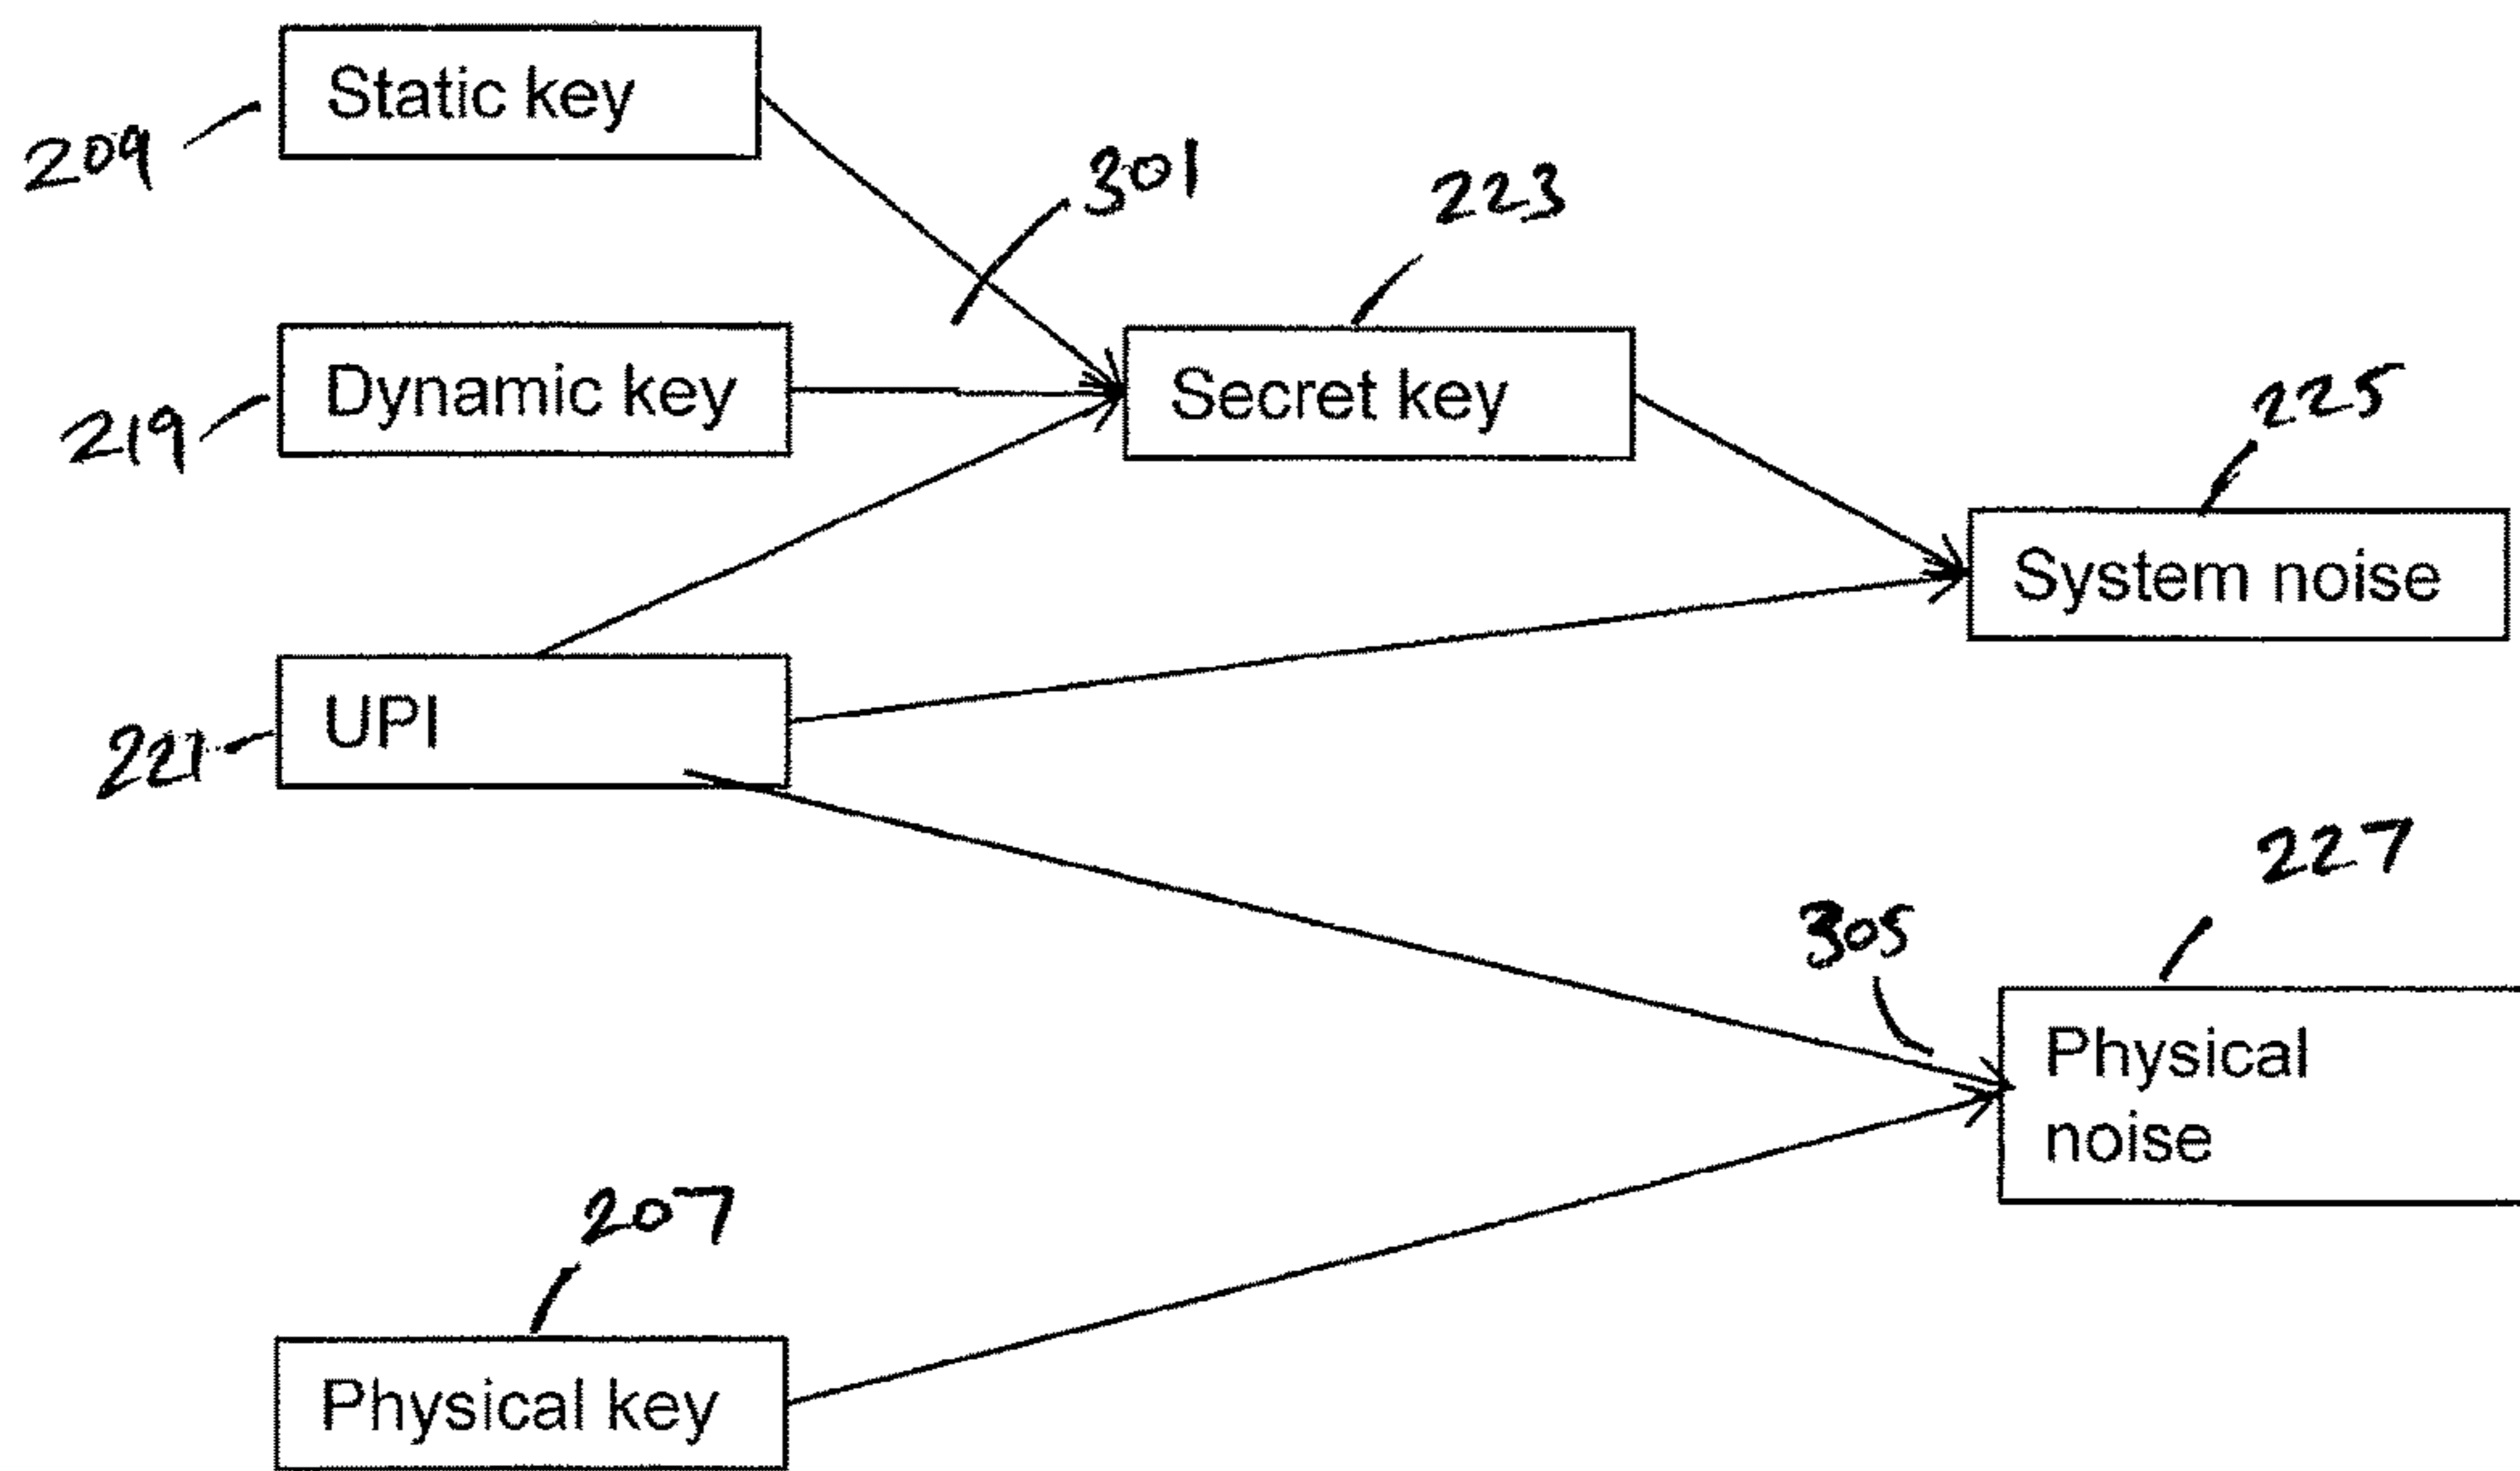 Static key
209
301
223
Dynamic key
Secret key
219
225
System noise
UPI
221
227
305
Physical
noise
207
Physical key